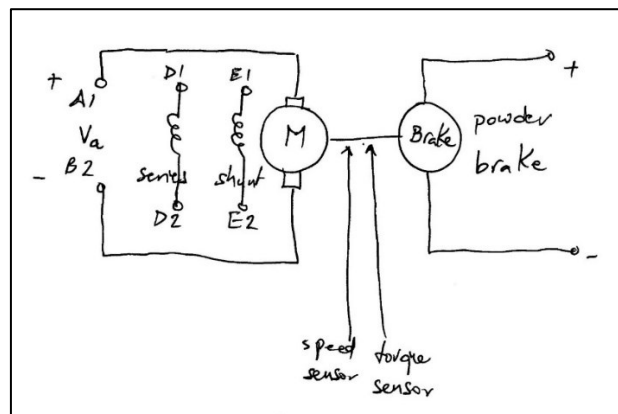 +
A1
Va
B2
-
D1
series
D2
E1
shunt
E2
M
Brake
powder
brake
+
-
speed
sensor
torque
sensor